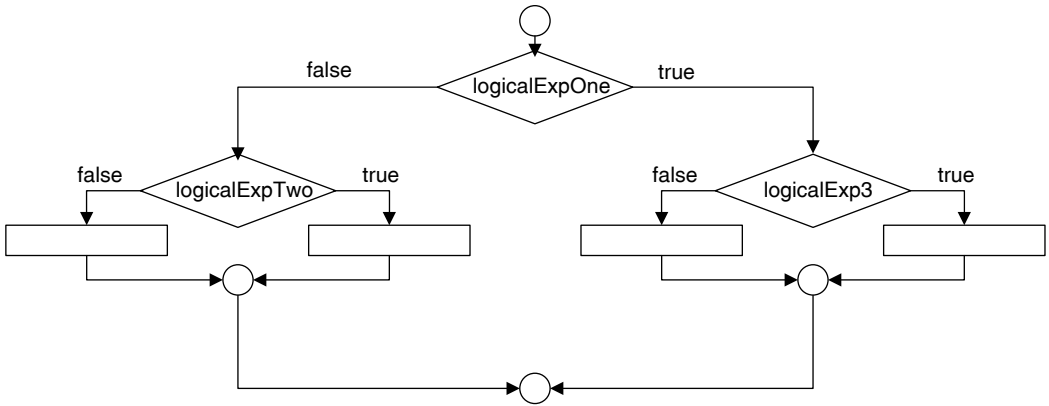 false
true
logicalExpOne
false
true
false
true
logicalExpTwo
logicalExp3